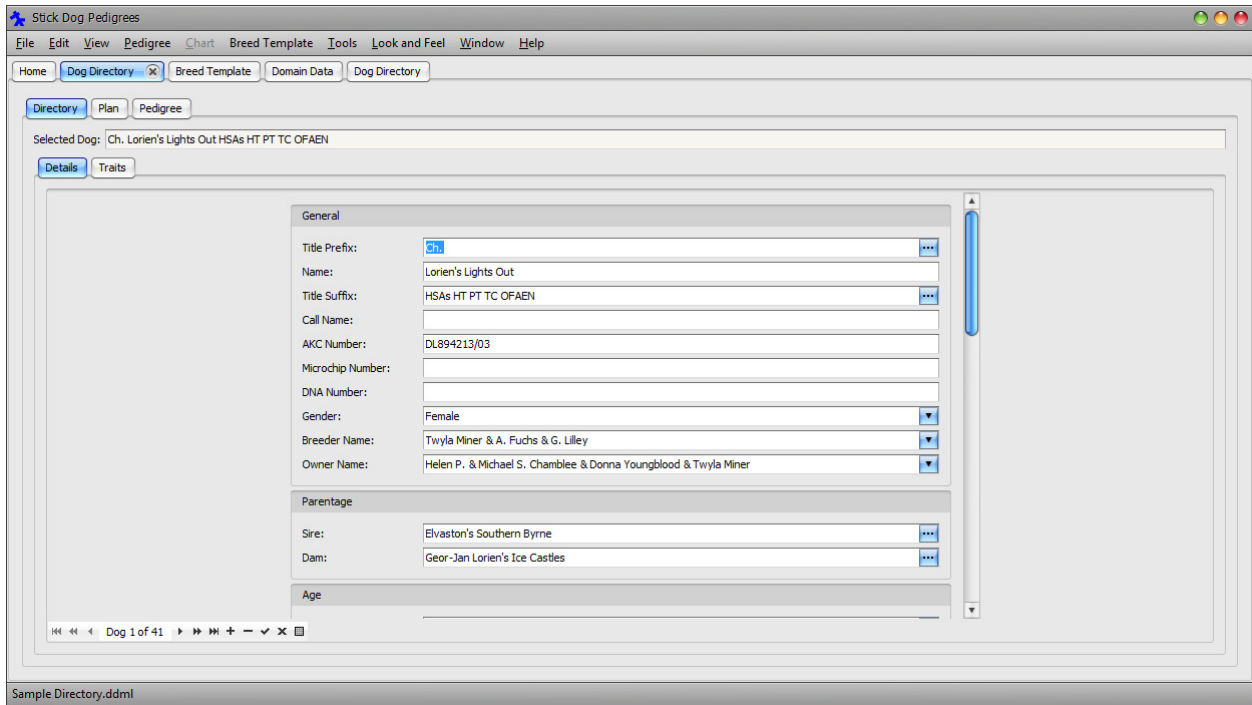 Stick Dog Pedigrees
File Edit View Pedigree Chart Breed Template Tools Look and Feel Window Help
Home Dog Directory Breed Template Domain Data Dog Directory
Directory Plan Pedigree
Selected Dog: Ch. Lorien's Lights Out HSAs HT PT TC OFAEN
Details Traits
General
Title Prefix: Ch.
Name: Lorien's Lights Out
Title Suffix: HSAs HT PT TC OFAEN
Call Name:
AKC Number: DL894213/03
Microchip Number:
DNA Number:
Gender: Female
Breeder Name: Twyla Miner & A. Fuchs & G. Lilley
Owner Name: Helen P. & Michael S. Chamblee & Donna Youngblood & Twyla Miner
Parentage
Sire: Elvaston's Southern Byrne
Dam: Geor-Jan Lorien's Ice Castles
Age
Dog 1 of 41
Sample Directory.ddml